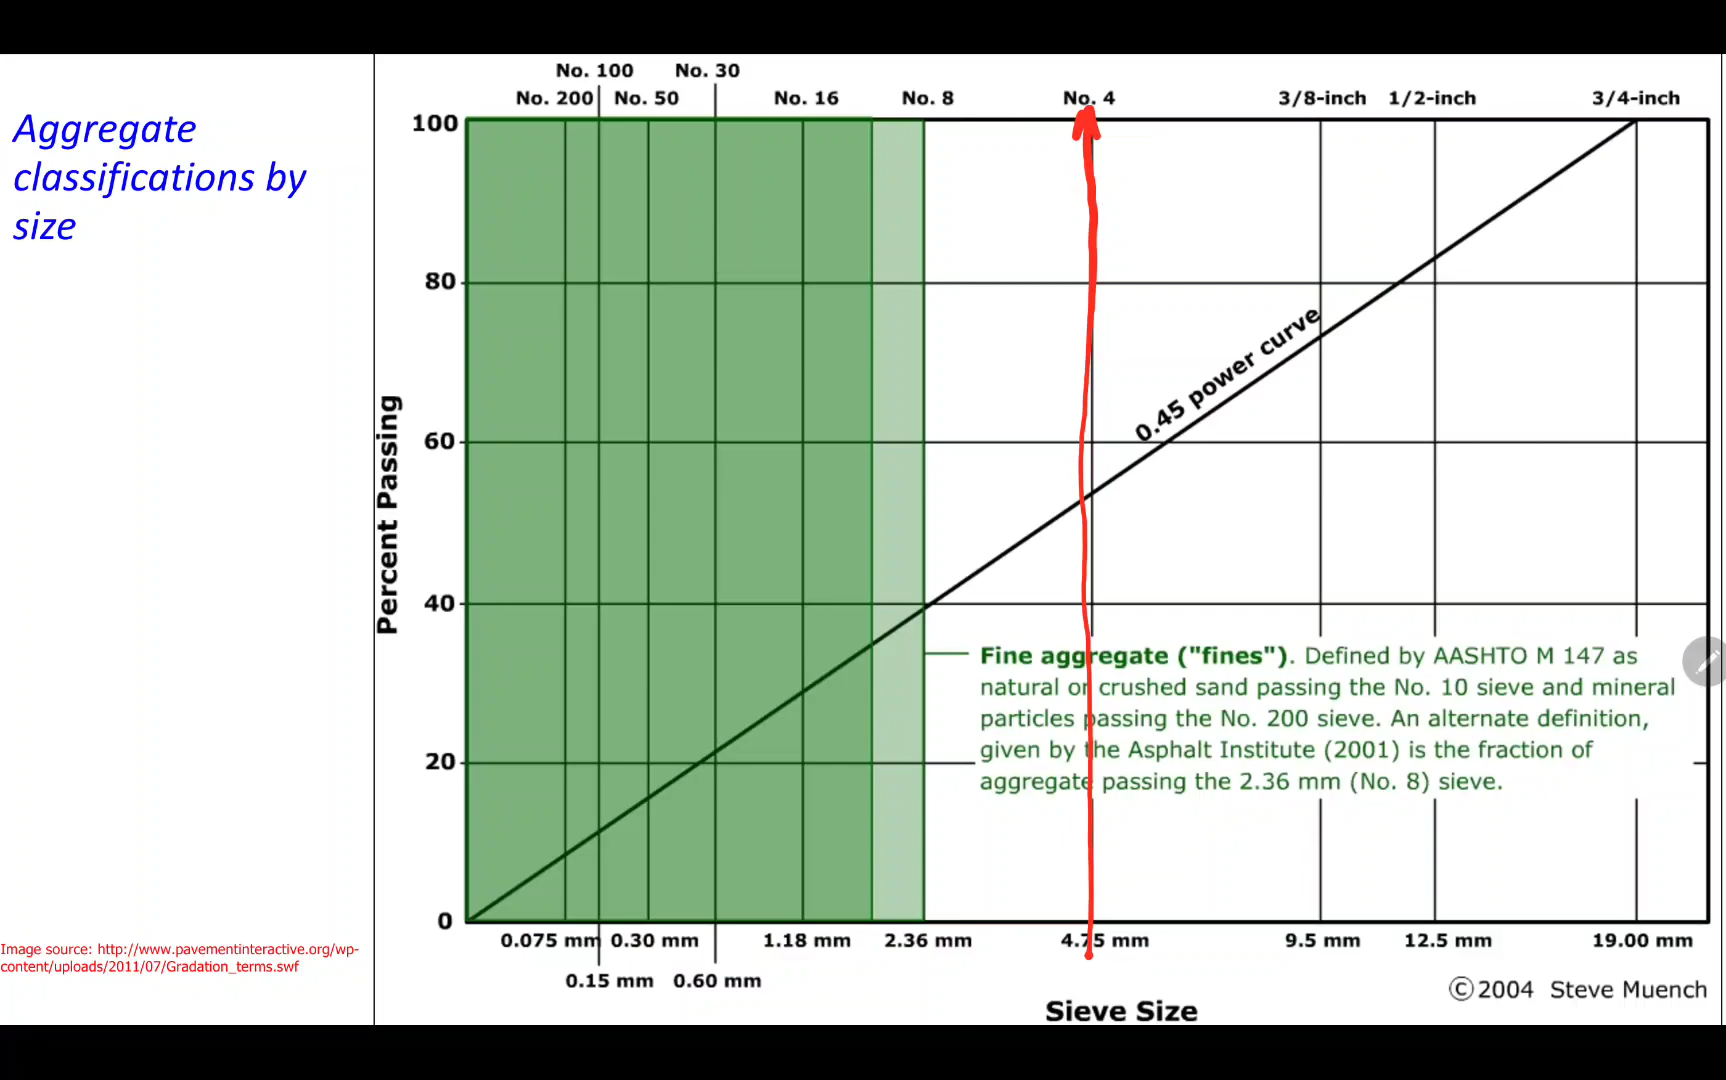 Aggregate
classifications by
size
No. 100 No. 30
No. 200 No. 50 No. 16 No. 8 No. 4 3/8-inch 1/2-inch 3/4-inch
100
80
60
40
20
0
Percent Passing
0.45 power curve
Fine aggregate ("fines"). Defined by AASHTO M 147 as
natural or crushed sand passing the No. 10 sieve and mineral
particles passing the No. 200 sieve. An alternate definition,
given by the Asphalt Institute (2001) is the fraction of
aggregate passing the 2.36 mm (No. 8) sieve.
0.075 mm 0.30 mm 1.18 mm 2.36 mm 4.75 mm 9.5 mm 12.5 mm 19.00 mm
0.15 mm 0.60 mm
Sieve Size
©2004 Steve Muench
Image source: http://www.pavementinteractive.org/wp-
content/uploads/2011/07/Gradation_terms.swf